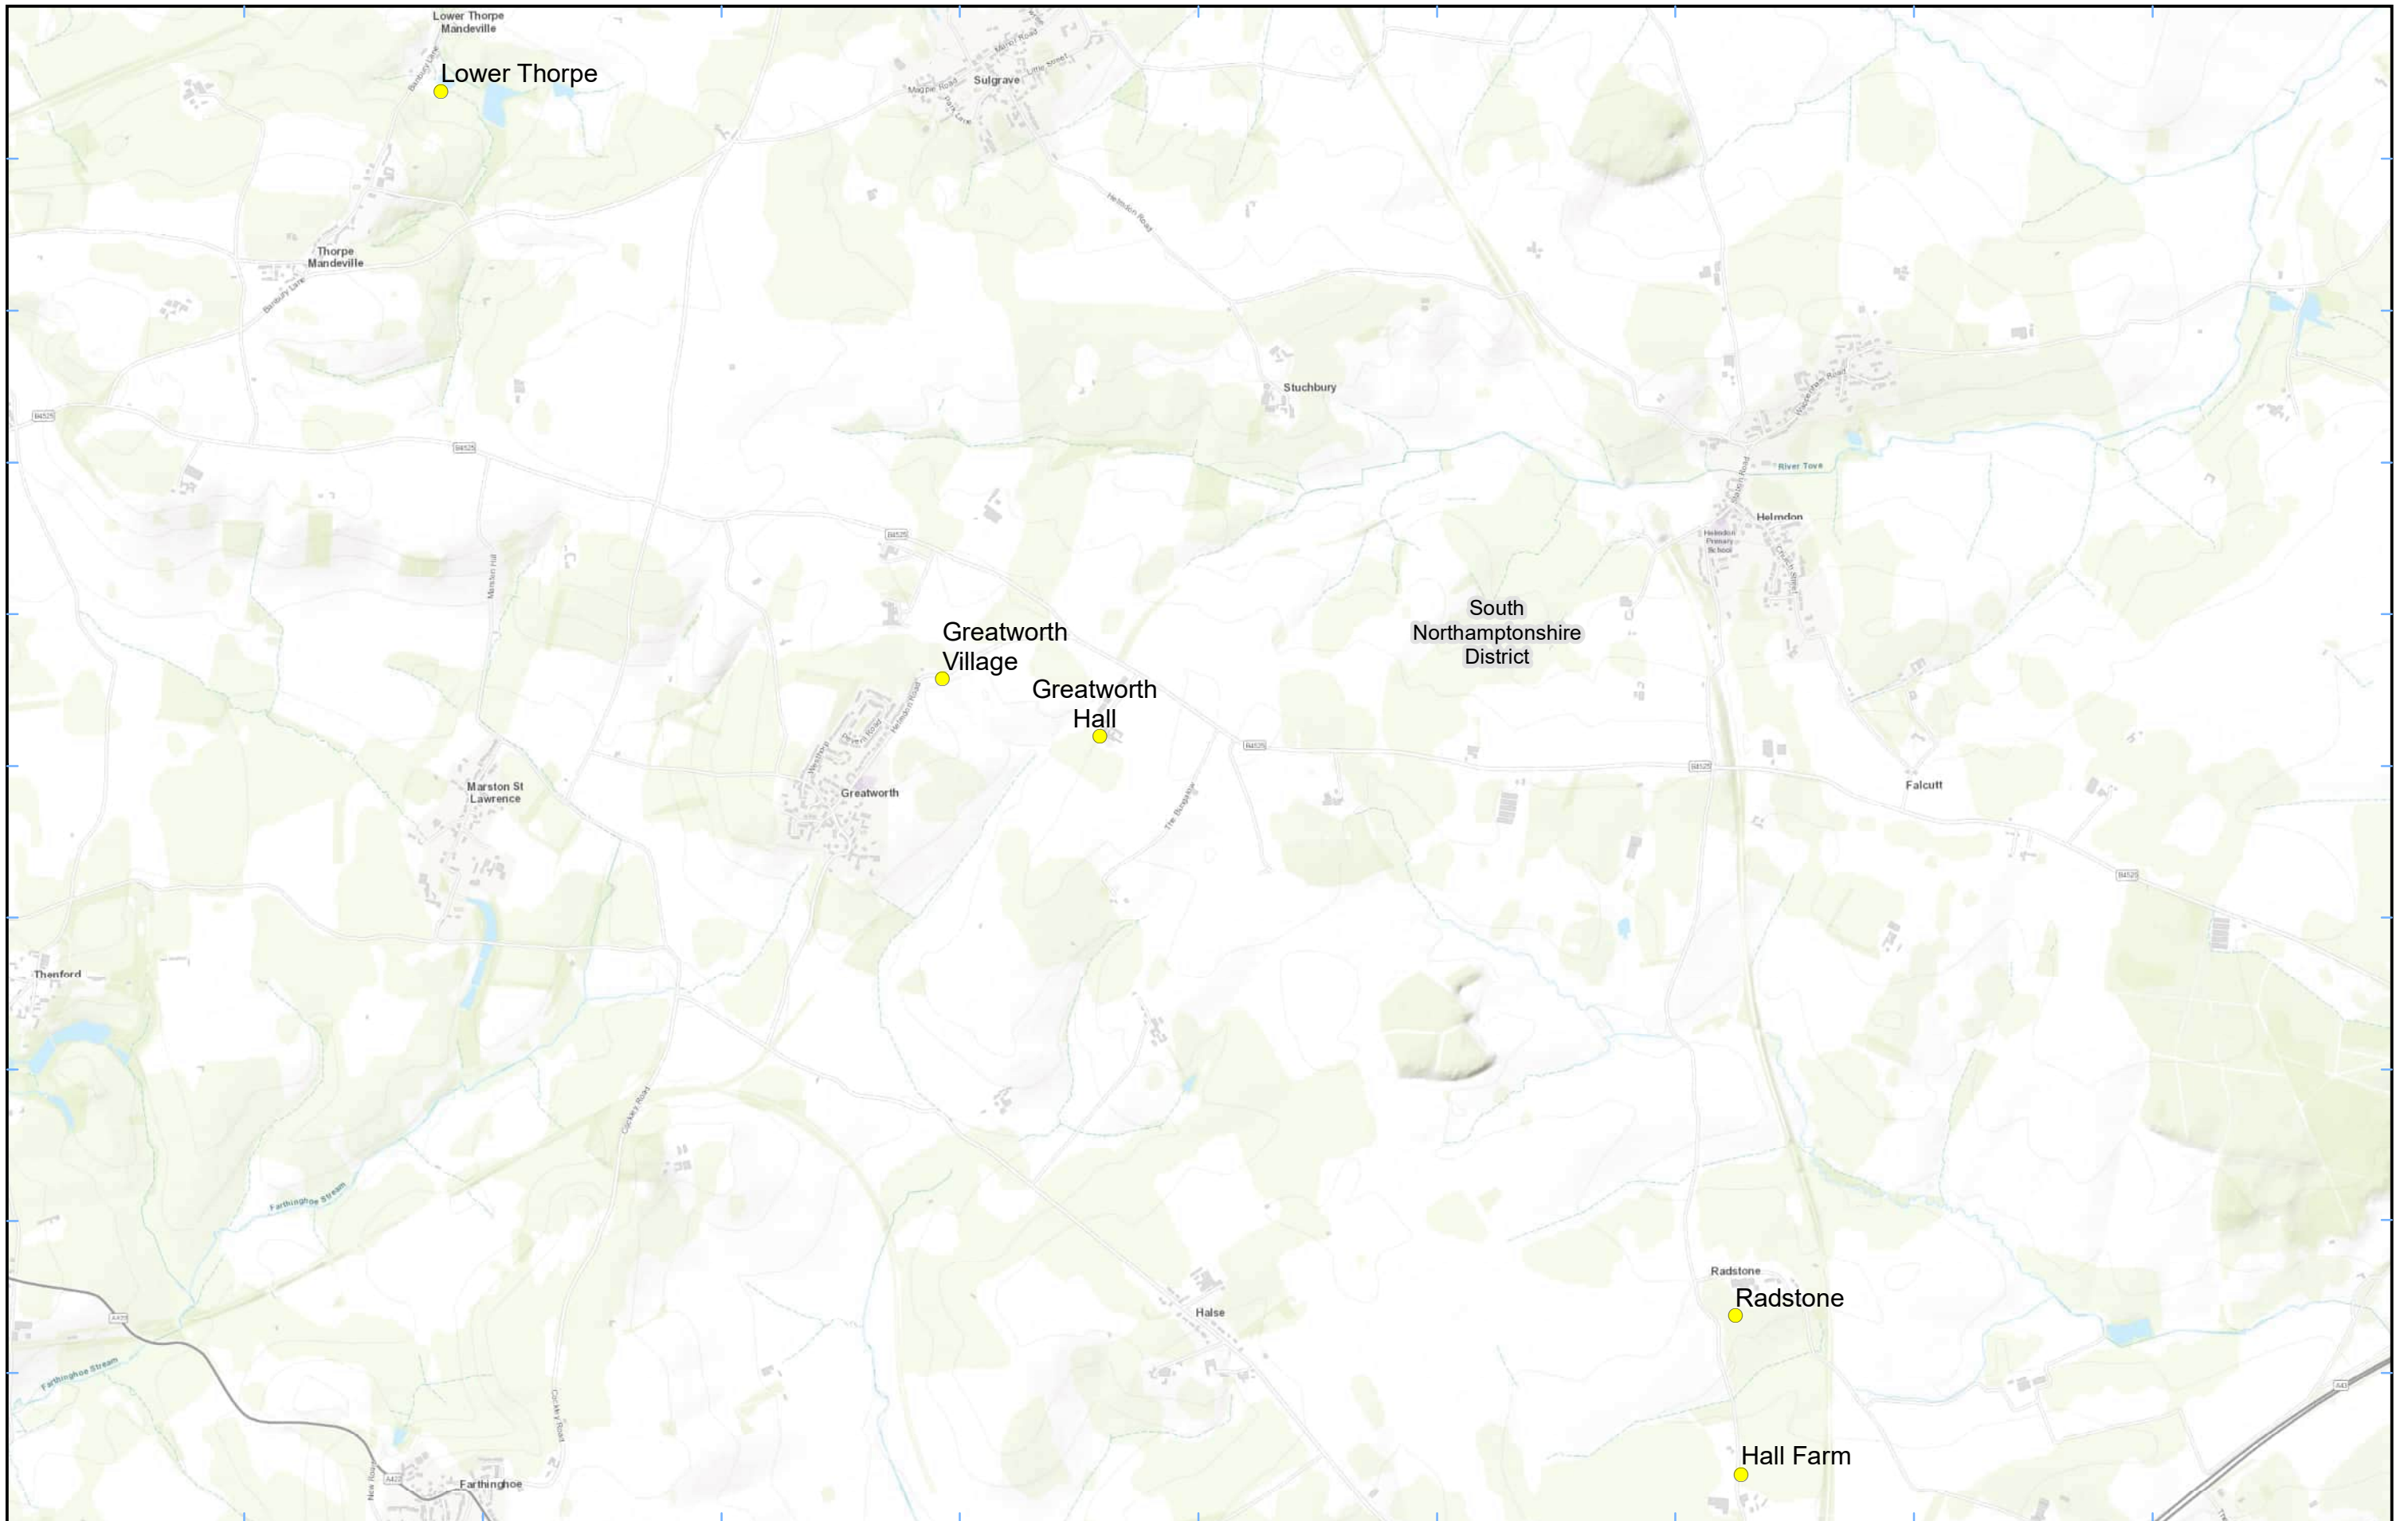 Lower Thorpe
Mandeville
Banbury Lane
Lower Thorpe
Manor Road
Little Street
Sulgrave
Magpie Road
Park Lane
Helmdon Road
Thorpe
Mandeville
Banbury Lane
Stuchbury
Wappenham Road
B4525
B4525
River Tove
Station Road
Helmdon
Helmdon
Primary
School
Church Street
B4525
Marston Hill
South
Northamptonshire
District
Greatworth
Village
Greatworth
Hall
Helmdon Road
Westhorp
B4525
B4525
Marston St
Lawrence
Greatworth
The Bungalow
Falcutt
B4525
Thenford
Cockley Road
Farthinghoe Stream
Radstone
Radstone
Halse
A422
Farthinghoe Stream
A43
Cockley Road
Hall Farm
New Road
A422
Farthinghoe